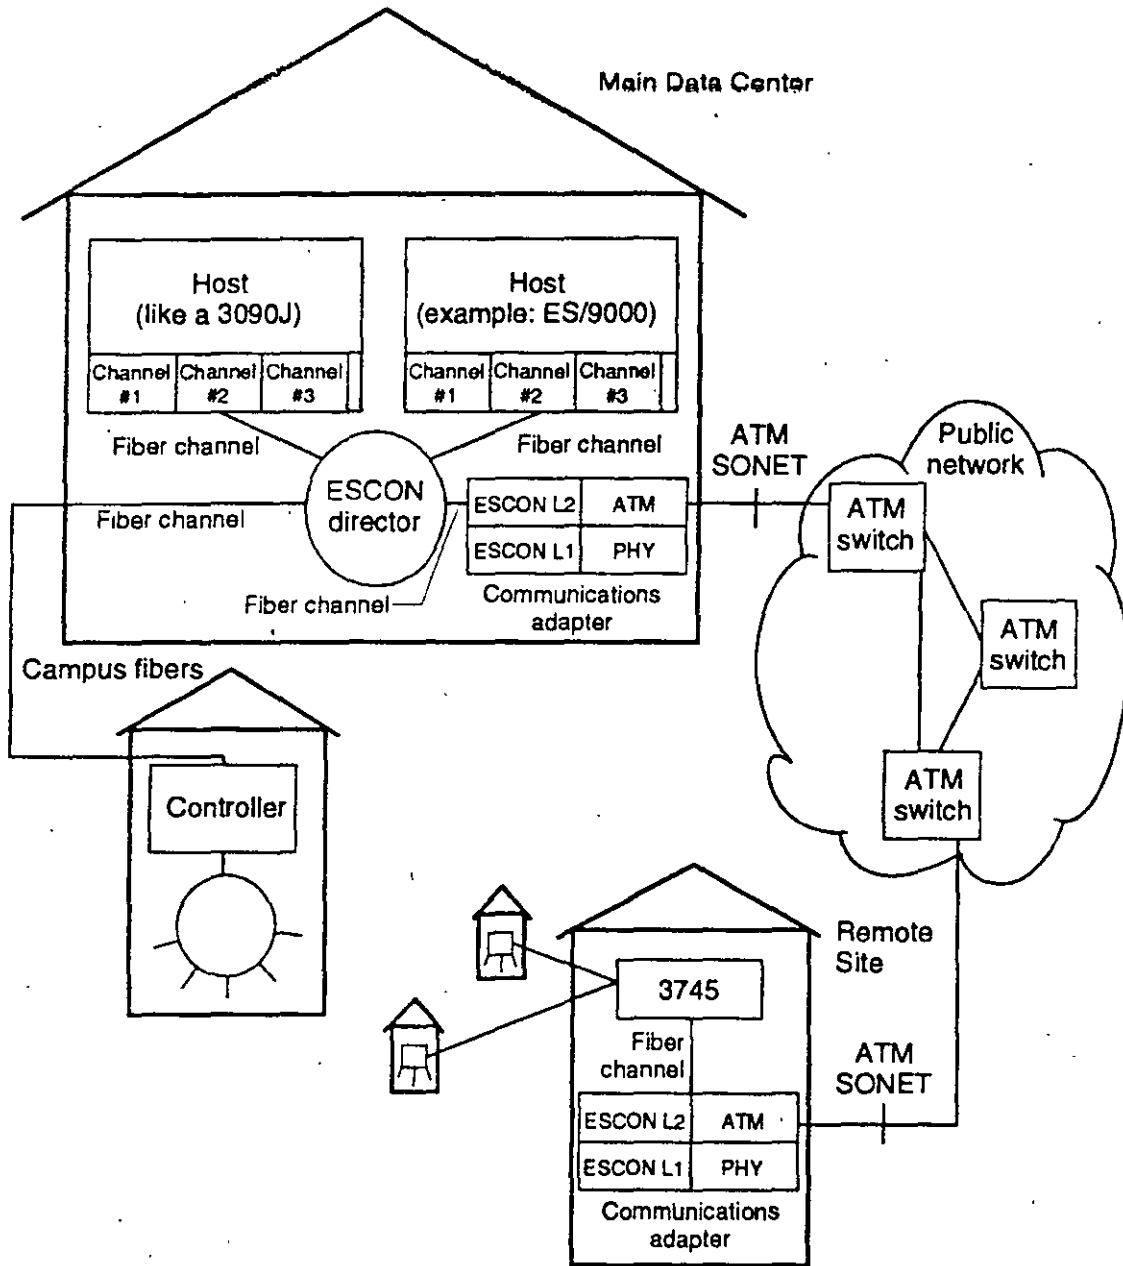 Main Data Center
Host
(like a 3090J)
Host
(example: ES/9000)
Channel
#1
Channel
#2
Channel
#3
Channel
#1
Channel
#2
Channel
#3
Fiber channel
Fiber channel
ATM
SONET
Public
network
Fiber channel
ESCON
director
ESCON L2
ATM
ESCON L1
PHY
ATM
switch
Fiber channel
Communications
adapter
ATM
switch
Campus fibers
ATM
switch
Controller
Remote
Site
3745
Fiber
channel
ATM
SONET
ESCON L2
ATM
ESCON L1
PHY
Communications
adapter